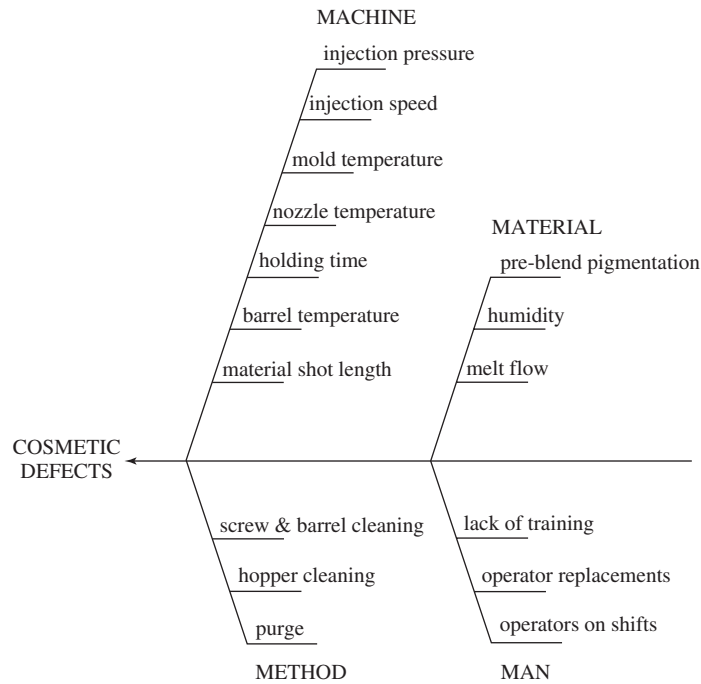 MACHINE
injection pressure
injection speed
mold temperature
nozzle temperature
holding time
barrel temperature
material shot length
MATERIAL
pre-blend pigmentation
humidity
melt flow
COSMETIC
DEFECTS
screw & barrel cleaning
hopper cleaning
purge
METHOD
lack of training
operator replacements
operators on shifts
MAN